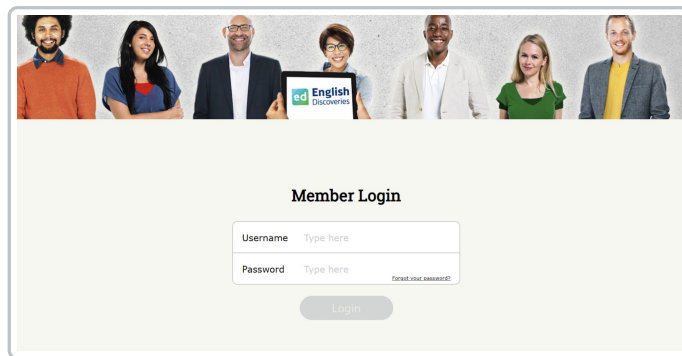 ed English
Discoveries
Member Login
Username Type here
Password Type here
Forgot your password?
Login